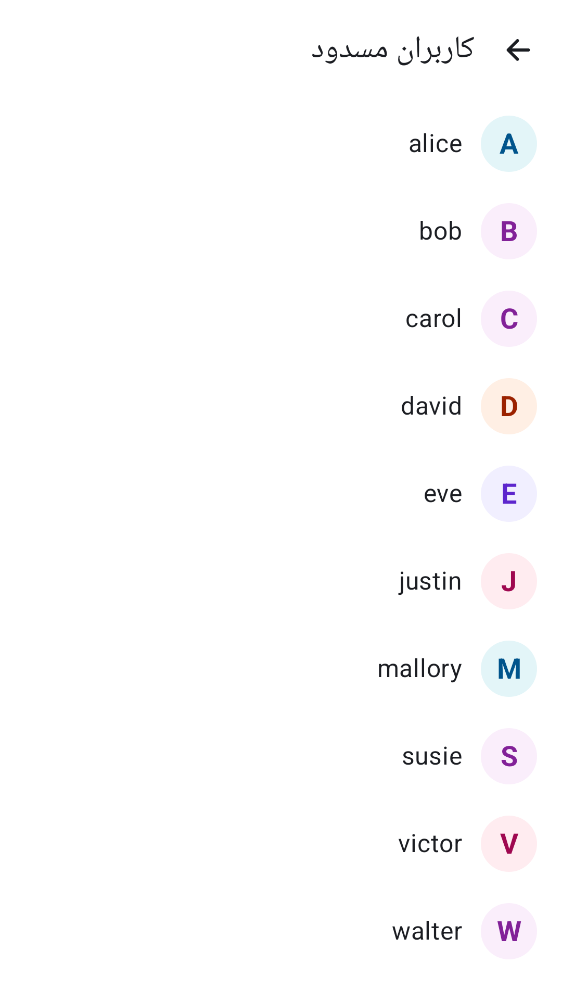 کاربران مسدود
A alice
B bob
C carol
D david
E eve
J justin
M mallory
S susie
V victor
W walter